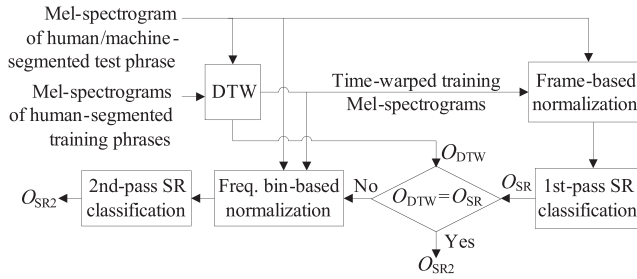 Mel-spectrogram
of human/machine-
segmented test phrase
Mel-spectrograms
of human-segmented
training phrases
DTW
Time-warped training
Mel-spectrograms
Frame-based
normalization
O_DTW
O_SR2
2nd-pass SR
classification
Freq. bin-based
normalization
No
O_DTW=O_SR
O_SR
1st-pass SR
classification
Yes
O_SR2